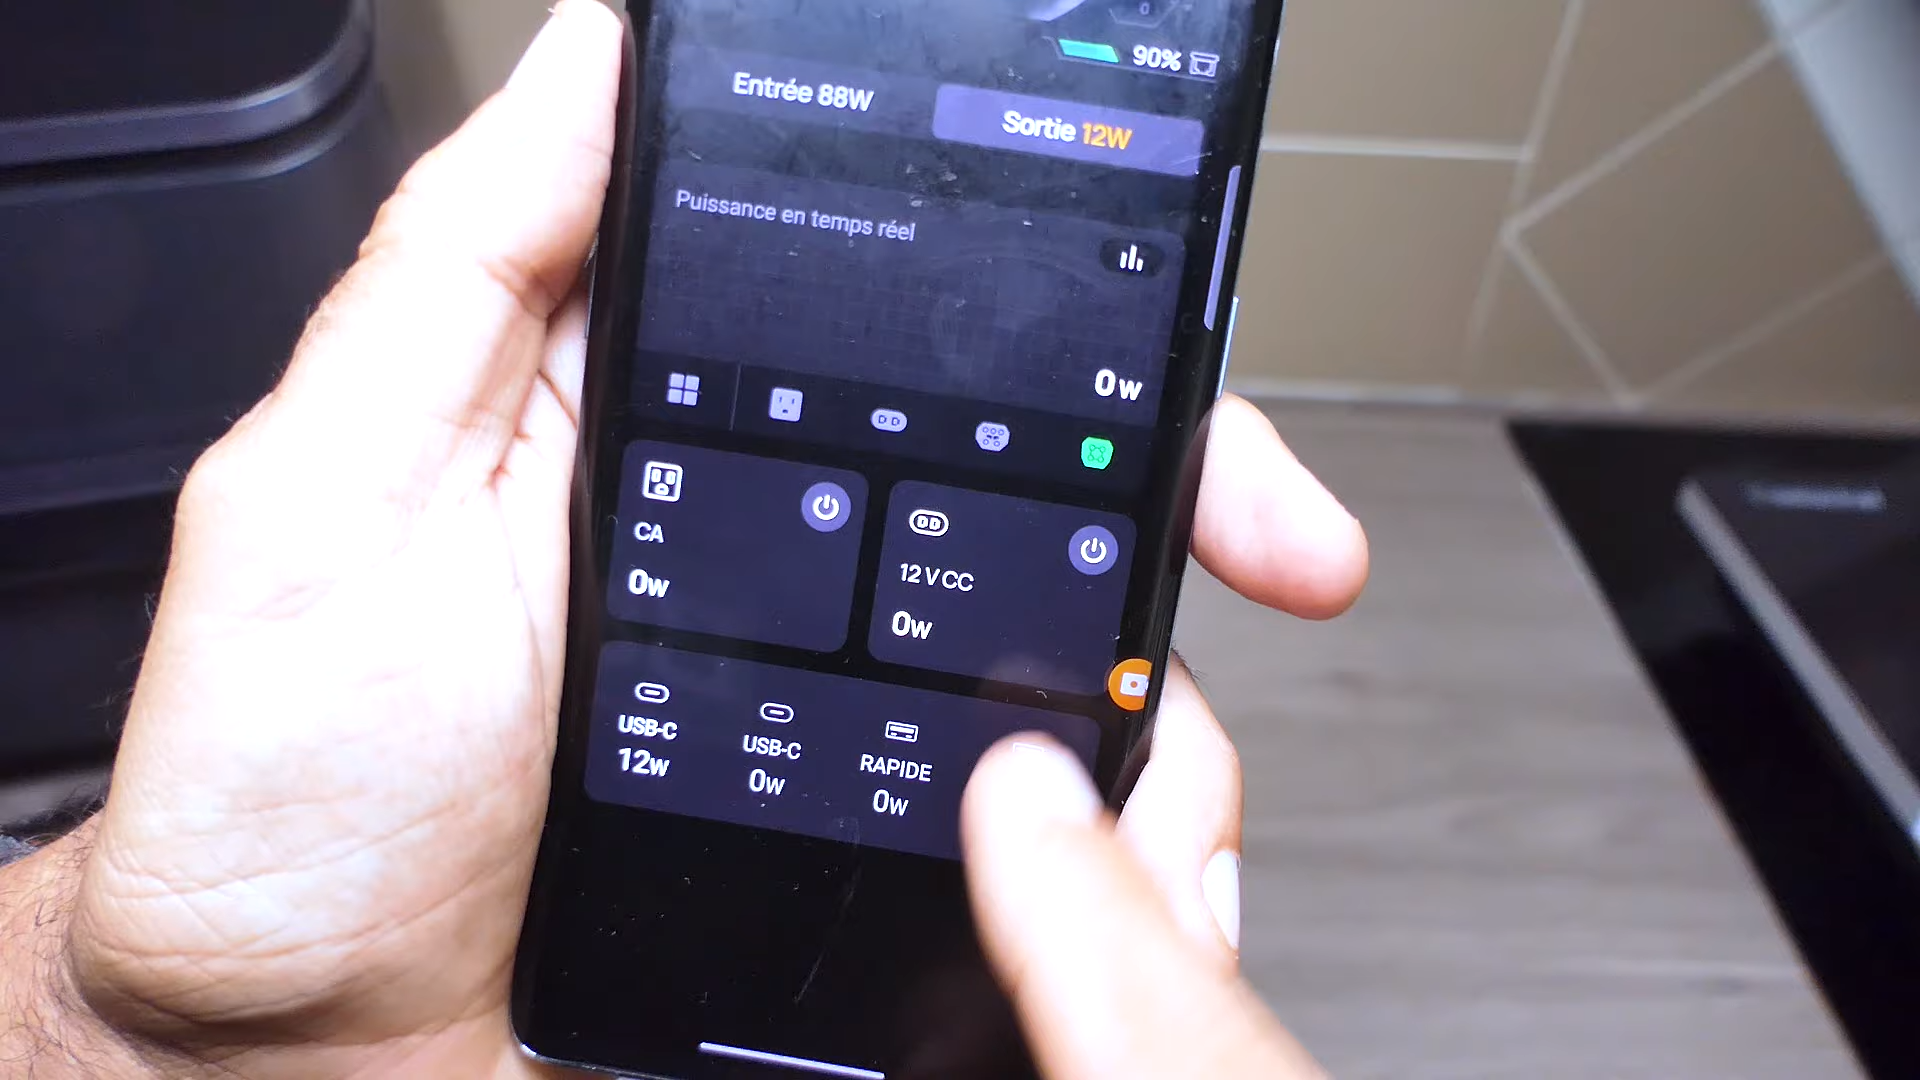 90%
Entrée 88W
Sortie 12W
Puissance en temps réel
0w
CA
0w
12 V CC
0w
USB-C
12w
USB-C
0w
RAPIDE
0w